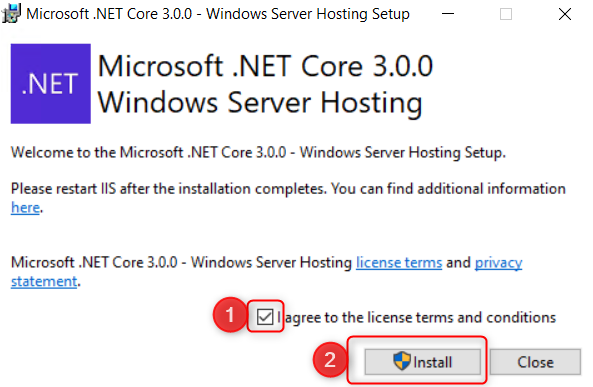 Microsoft .NET Core 3.0.0 - Windows Server Hosting Setup
.NET
Microsoft .NET Core 3.0.0
Windows Server Hosting
Welcome to the Microsoft .NET Core 3.0.0 - Windows Server Hosting Setup.
Please restart IIS after the installation completes. You can find additional information
here.
Microsoft .NET Core 3.0.0 - Windows Server Hosting license terms and privacy
statement.
1
I agree to the license terms and conditions
2
Install
Close